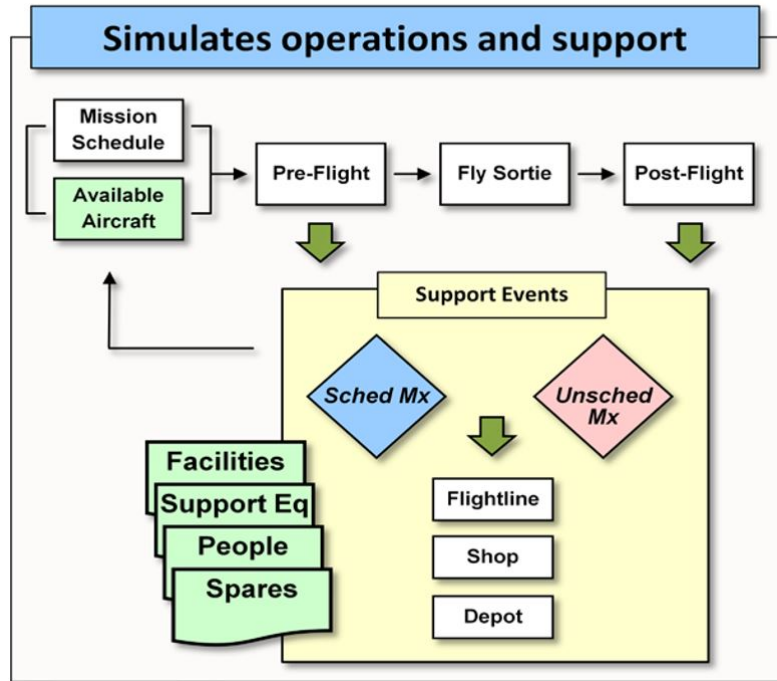 Simulates operations and support
Mission
Schedule
Available
Aircraft
Pre-Flight
Fly Sortie
Post-Flight
Support Events
Sched Mx
Unsched
Mx
Facilities
Support Eq
People
Spares
Flightline
Shop
Depot